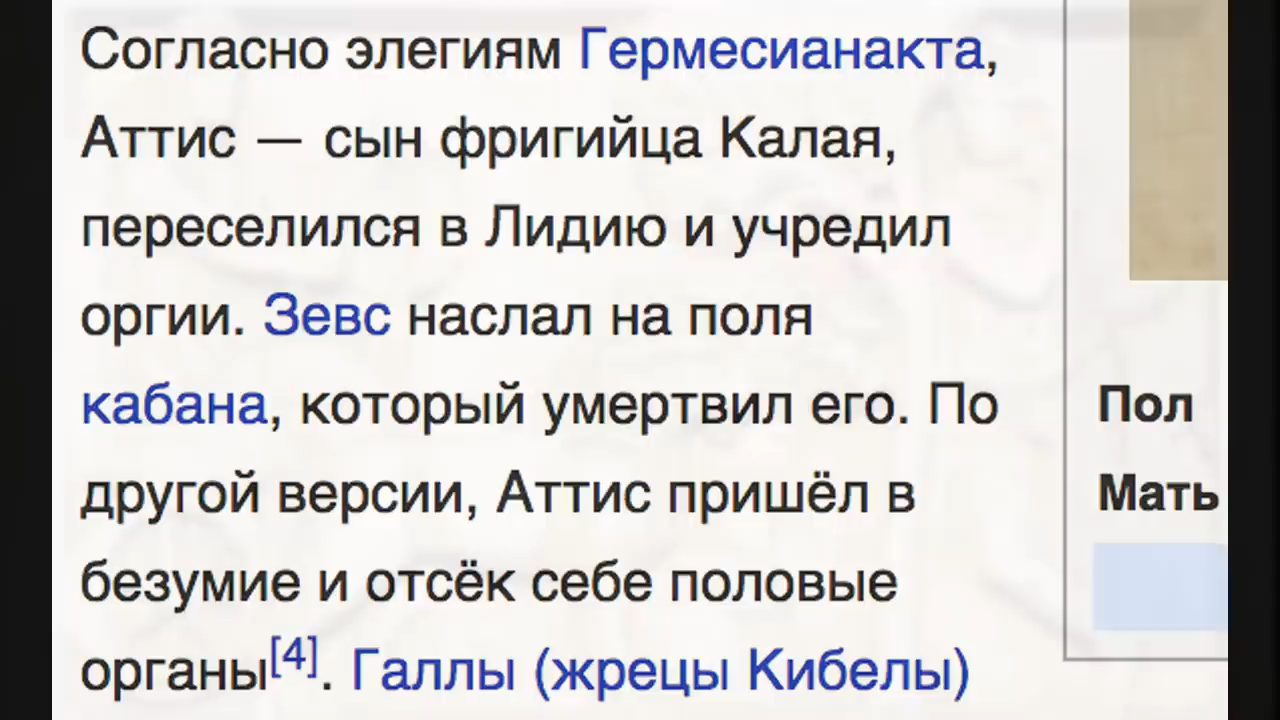 Согласно элегиям Гермесианакта,
Аттис — сын фригийца Калая,
переселился в Лидию и учредил
оргии. Зевс наслал на поля
кабана, который умертвил его. По
другой версии, Аттис пришёл в
безумие и отсёк себе половые
органы[4]. Галлы (жрецы Кибелы)
Пол
Мать